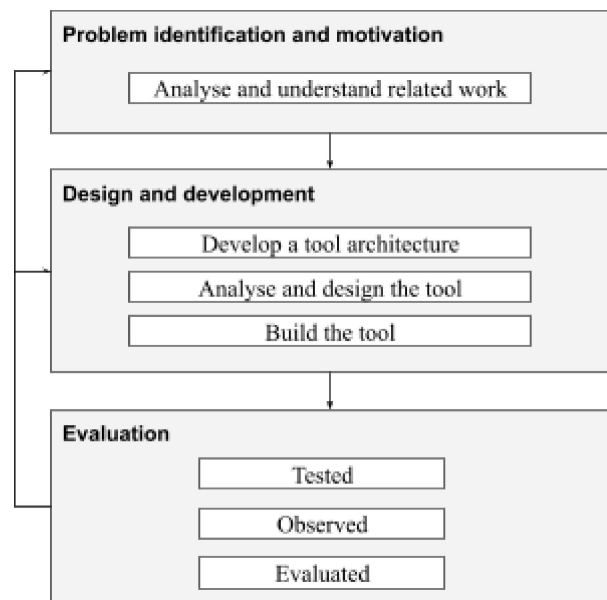 Problem identification and motivation
Analyse and understand related work
Design and development
Develop a tool architecture
Analyse and design the tool
Build the tool
Evaluation
Tested
Observed
Evaluated